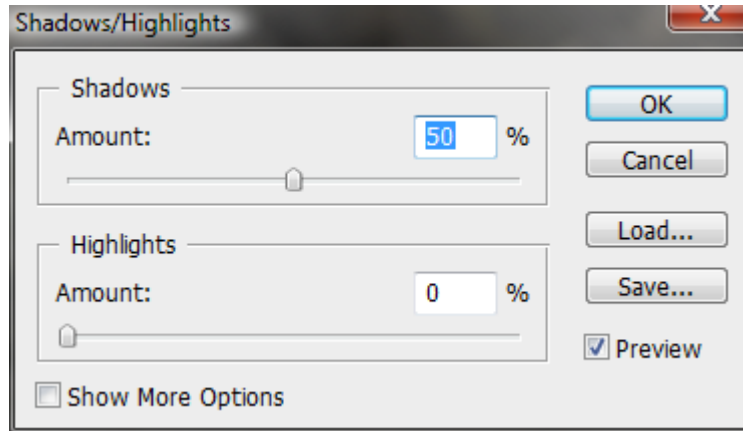 Shadows/Highlights
Shadows
Amount: 50 %
Highlights
Amount: 0 %
Show More Options
OK
Cancel
Load...
Save...
Preview